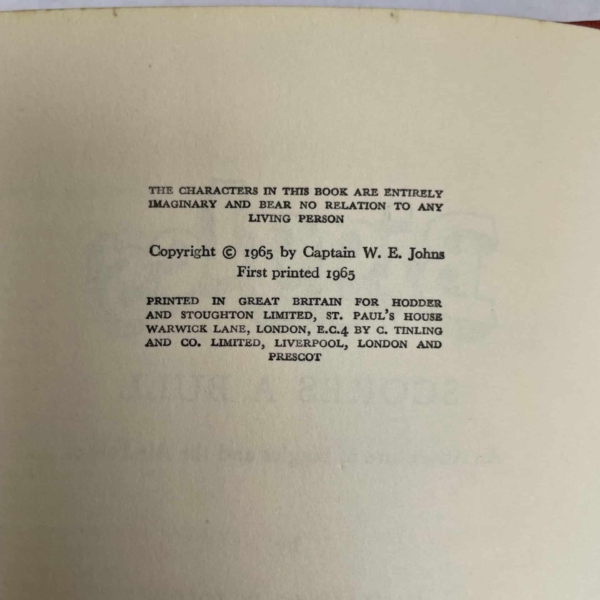 THE CHARACTERS IN THIS BOOK ARE ENTIRELY
IMAGINARY AND BEAR NO RELATION TO ANY
LIVING PERSON
Copyright © 1965 by Captain W. E. Johns
First printed 1965
PRINTED IN GREAT BRITAIN FOR HODDER
AND STOUGHTON LIMITED, ST. PAUL'S HOUSE
WARWICK LANE, LONDON, E.C.4 BY C. TINLING
AND CO. LIMITED, LIVERPOOL, LONDON AND
PRESCOT